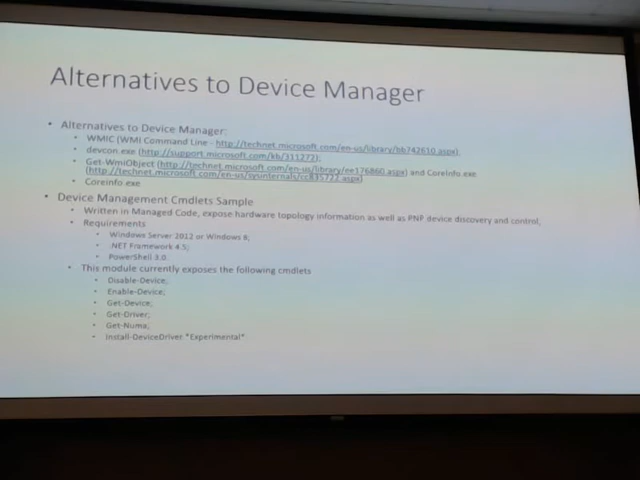 Alternatives to Device Manager
• Alternatives to Device Manager:
• WMIC (WMI Command Line - http://technet.microsoft.com/en-us/library/bb742610.aspx),
• devcon.exe (http://support.microsoft.com/kb/311272),
• Get-WmiObject (http://technet.microsoft.com/en-us/library/ee176860.aspx) and CoreInfo.exe
(http://technet.microsoft.com/en-us/sysinternals/cc835722.aspx)
• Coreinfo.exe
• Device Management Cmdlets Sample
• Written in Managed Code, expose hardware topology information as well as PNP device discovery and control,
• Requirements
• Windows Server 2012 or Windows 8;
• .NET Framework 4.5;
• PowerShell 3.0.
• This module currently exposes the following cmdlets
• Disable-Device;
• Enable-Device;
• Get-Device;
• Get-Driver;
• Get-Numa;
• Install-DeviceDriver *Experimental*